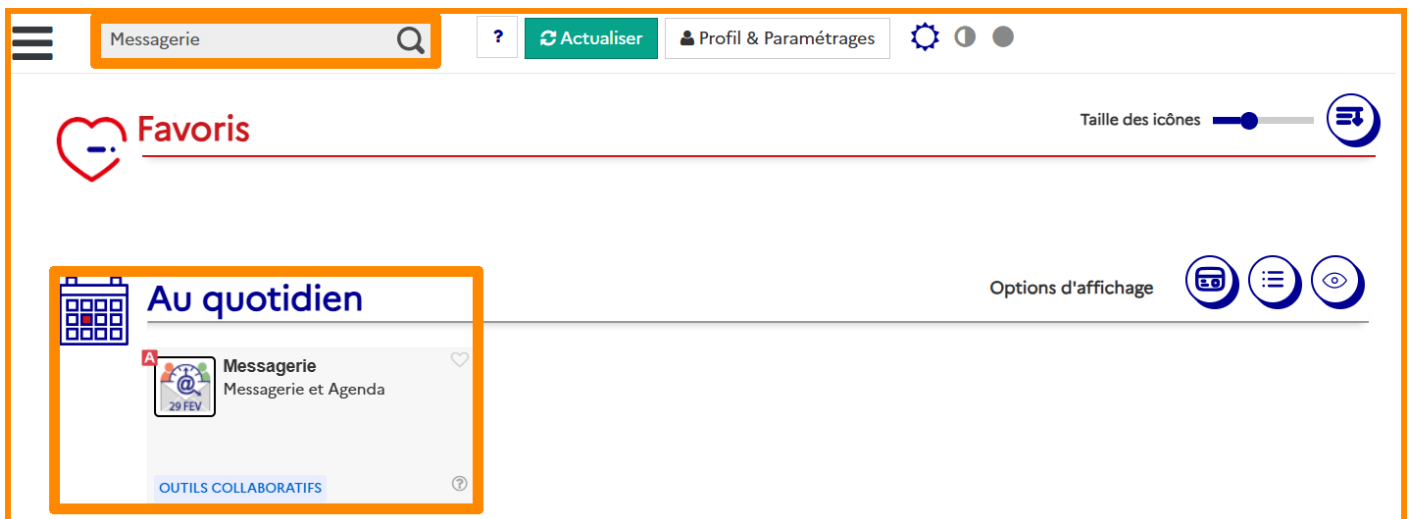 Messagerie
?
Actualiser
Profil & Paramétrages
Favoris
Taille des icônes
Au quotidien
Options d'affichage
A
Messagerie
@
Messagerie et Agenda
29 FEV
OUTILS COLLABORATIFS
?